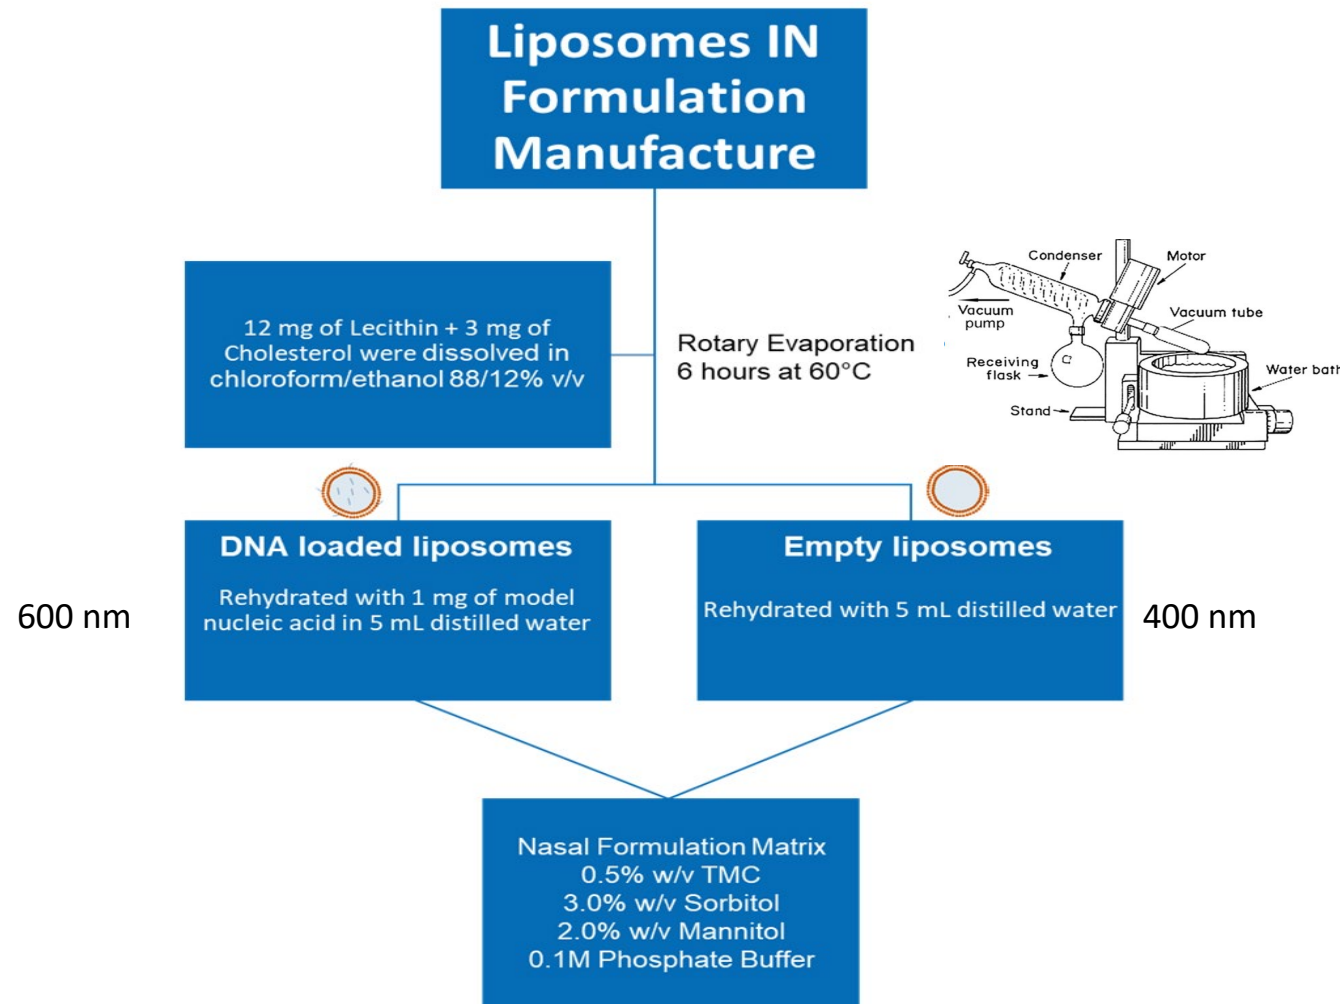 Liposomes IN
Formulation
Manufacture
12 mg of Lecithin + 3 mg of
Cholesterol were dissolved in
chloroform/ethanol 88/12% v/v
Rotary Evaporation
6 hours at 60°C
Condenser
Motor
Vacuum
pump
Vacuum tube
Receiving
flask
Water bath
Stand
DNA loaded liposomes
Rehydrated with 1 mg of model
nucleic acid in 5 mL distilled water
600 nm
Empty liposomes
Rehydrated with 5 mL distilled water
400 nm
Nasal Formulation Matrix
0.5% w/v TMC
3.0% w/v Sorbitol
2.0% w/v Mannitol
0.1M Phosphate Buffer